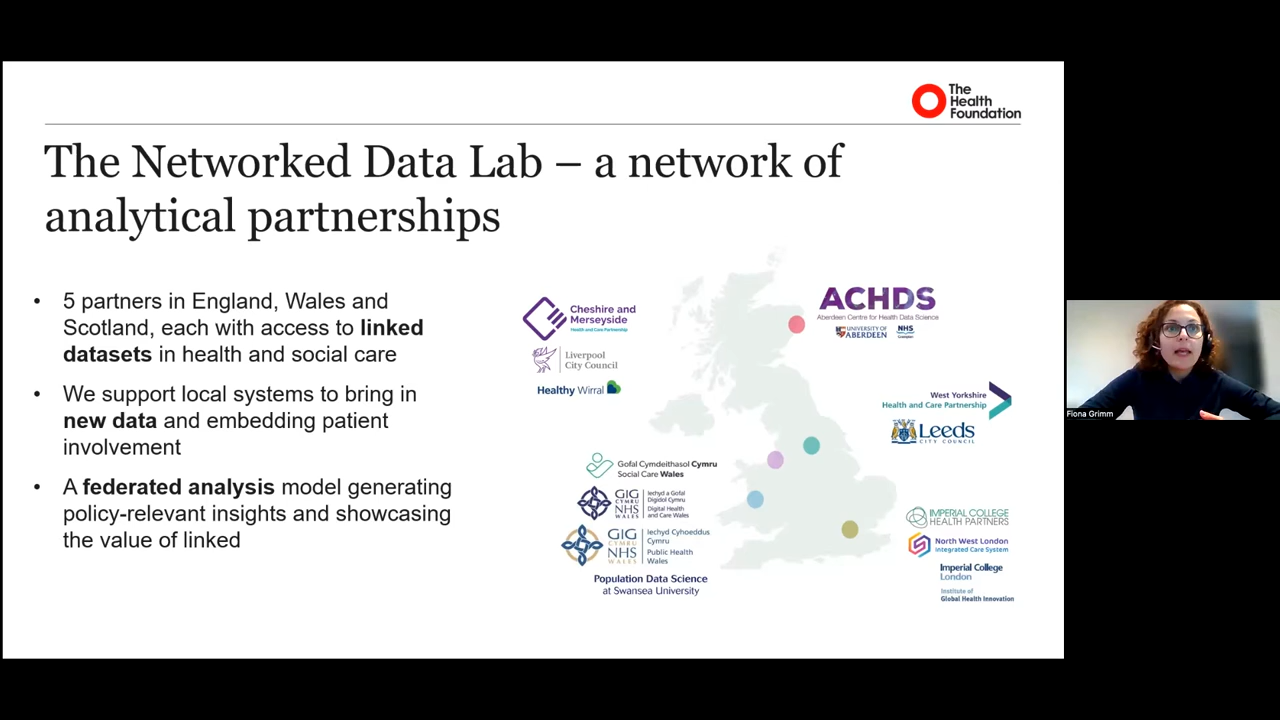 The
Health
Foundation
The Networked Data Lab – a network of
analytical partnerships
• 5 partners in England, Wales and
Scotland, each with access to linked
datasets in health and social care
• We support local systems to bring in
new data and embedding patient
involvement
• A federated analysis model generating
policy-relevant insights and showcasing
the value of linked
Cheshire and
Merseyside
Health and Care Partnership
Liverpool
City Council
Healthy Wirral
ACHDS
Aberdeen Centre for Health Data Science
UNIVERSITY OF
ABERDEEN
NHS
Grampian
West Yorkshire
Health and Care Partnership
Leeds
CITY COUNCIL
Gofal Cymdeithasol Cymru
Social Care Wales
GIG
CYMRU
NHS
WALES
Iechyd a Gofal
Digidol Cymru
Digital Health
and Care Wales
GIG
CYMRU
NHS
WALES
Iechyd Cyhoeddus
Cymru
Public Health
Wales
Population Data Science
at Swansea University
IMPERIAL COLLEGE
HEALTH PARTNERS
North West London
Integrated Care System
Imperial College
London
Institute of
Global Health Innovation
Fiona Grimm